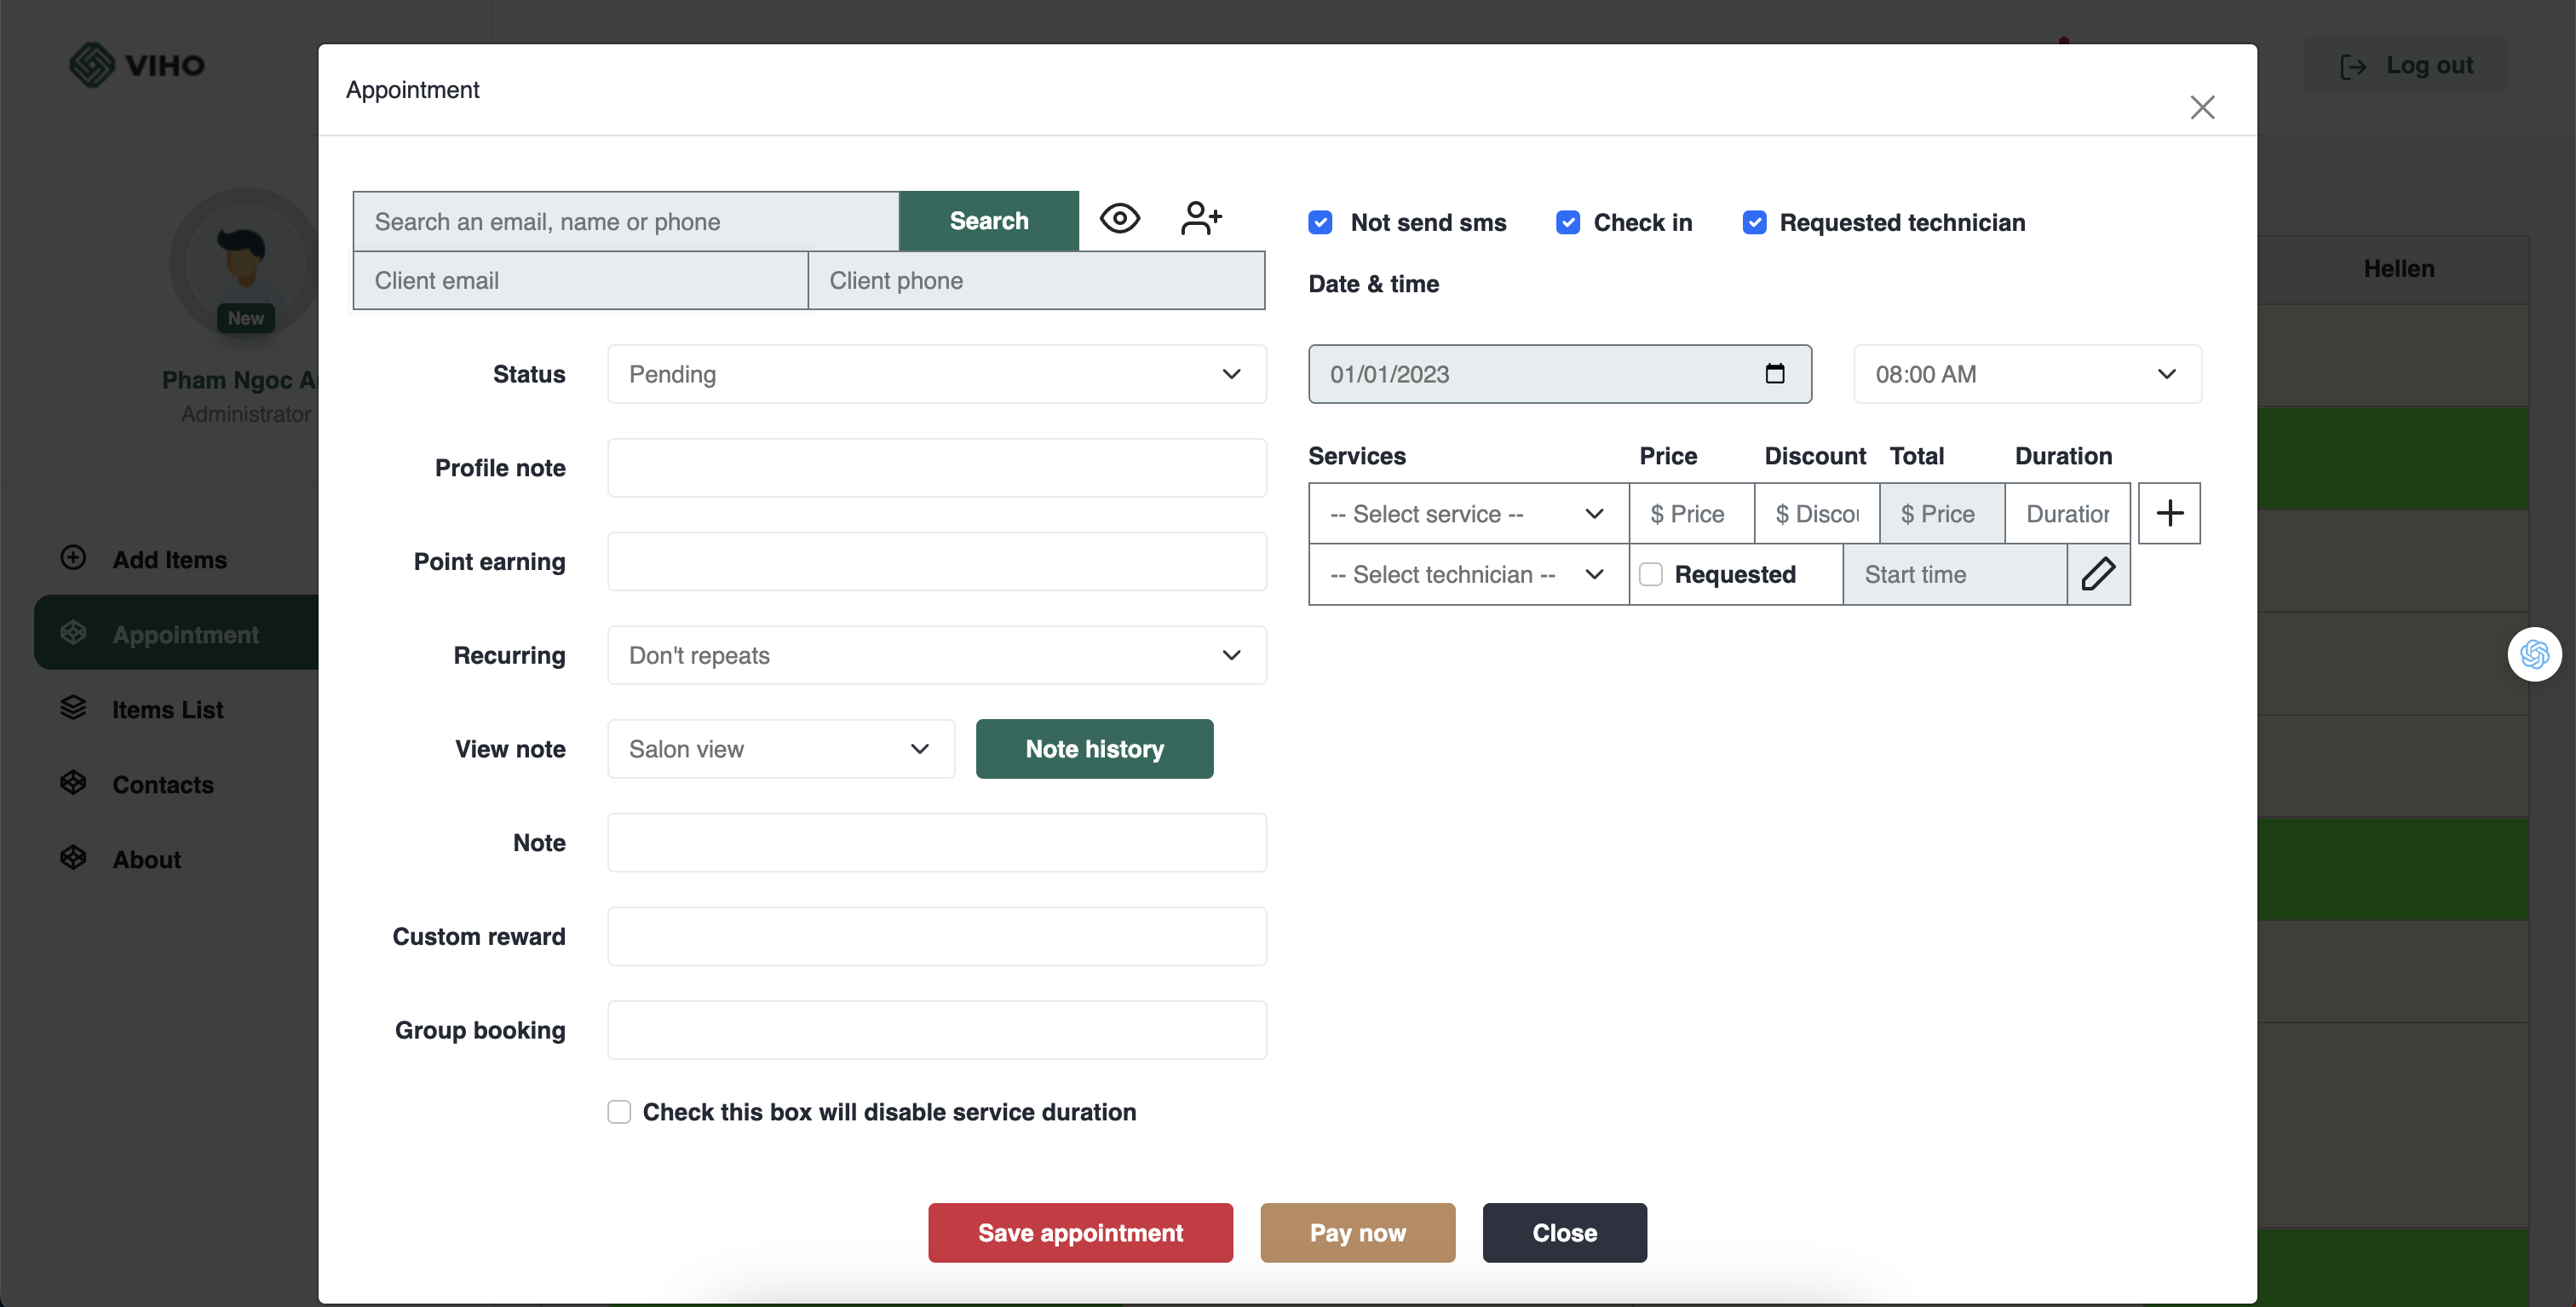 VIHO
Log out
Appointment
Search an email, name or phone
Search
Client email
Client phone
Not send sms
Check in
Requested technician
Date & time
Hellen
New
Pham Ngoc A
Administrator
Status
Pending
01/01/2023
08:00 AM
Profile note
Services
Price
Discount
Total
Duration
-- Select service --
$ Price
$ Discou
$ Price
Duration
Point earning
-- Select technician --
Requested
Start time
Add Items
Appointment
Items List
Contacts
About
Recurring
Don't repeats
View note
Salon view
Note history
Note
Custom reward
Group booking
Check this box will disable service duration
Save appointment
Pay now
Close